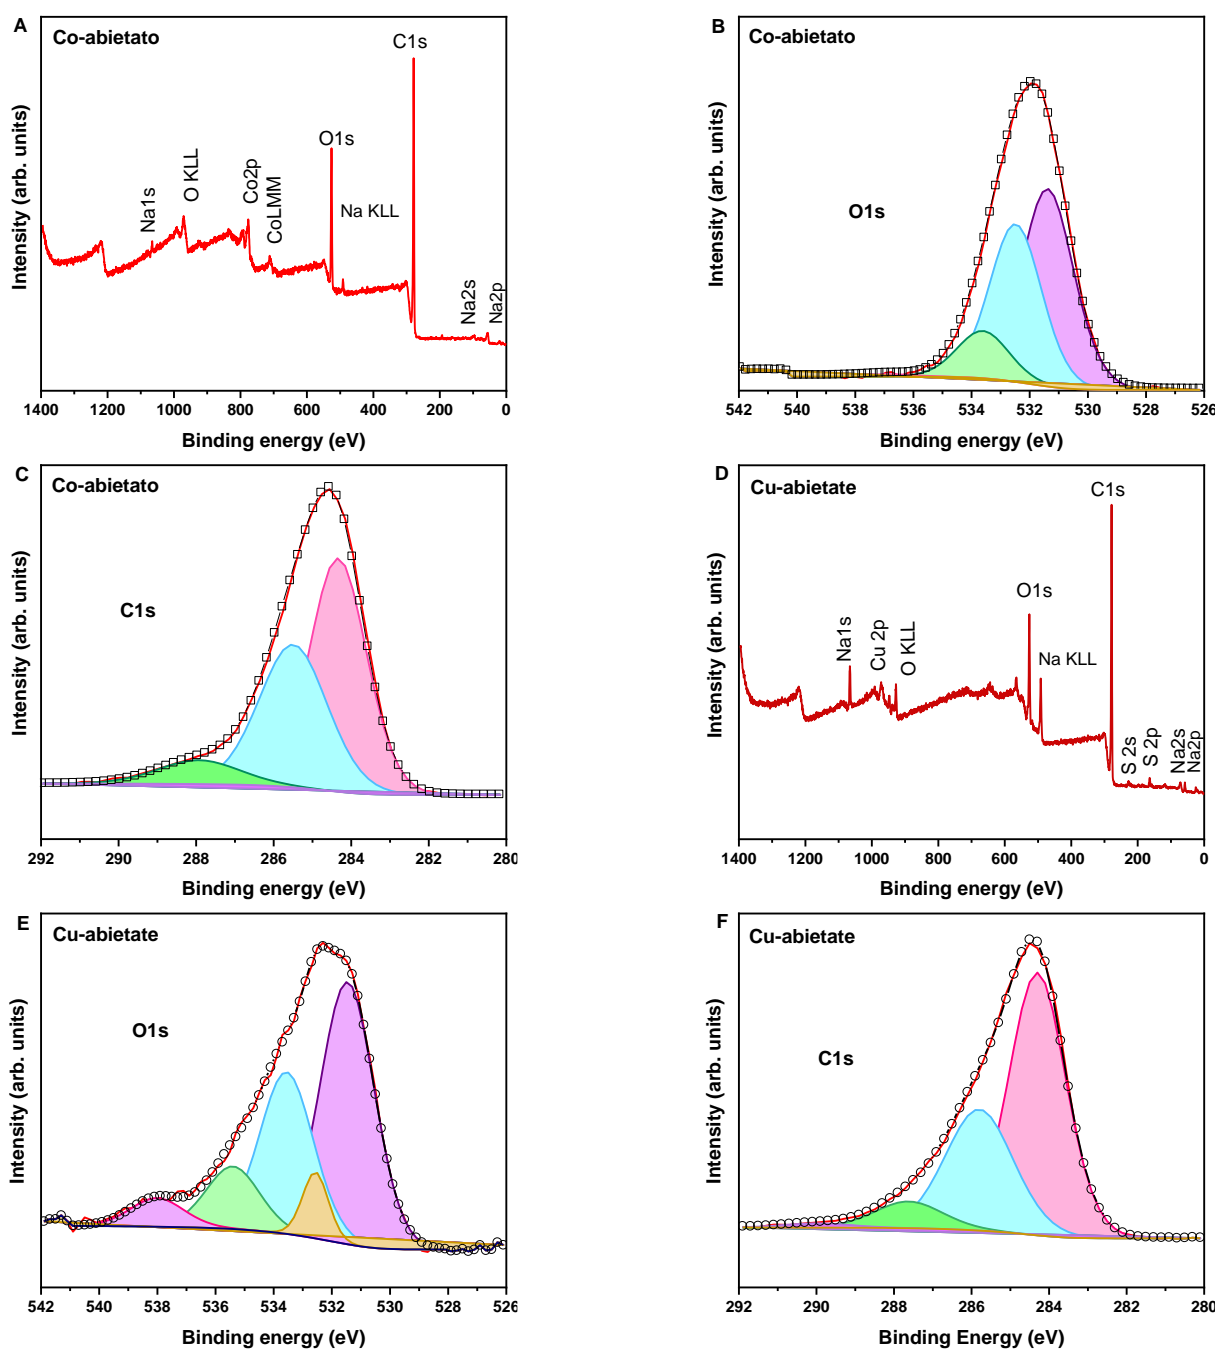 A
Co-abietato
C1s
O1s
Na1s
O KLL
Co2p
CoLMM
Na KLL
Na2s
Na2p
Intensity (arb. units)
1400 1200 1000 800 600 400 200 0
Binding energy (eV)
B
Co-abietato
O1s
Intensity (arb. units)
542 540 538 536 534 532 530 528 526
Binding energy (eV)
C
Co-abietato
C1s
Intensity (arb. units)
292 290 288 286 284 282 280
Binding energy (eV)
D
Cu-abietate
C1s
O1s
Na1s
Cu 2p
O KLL
Na KLL
S 2s
S 2p
Na2s
Na2p
Intensity (arb. units)
1400 1200 1000 800 600 400 200 0
Binding energy (eV)
E
Cu-abietate
O1s
Intensity (arb. units)
542 540 538 536 534 532 530 528 526
Binding energy (eV)
F
Cu-abietate
C1s
Intensity (arb. units)
292 290 288 286 284 282 280
Binding Energy (eV)